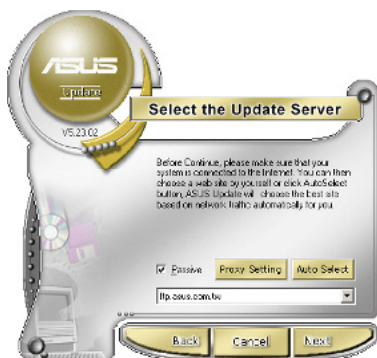 ASUS
Update
V5.23.02
Select the Update Server
Before Continue, please make sure that your
system is connected to the Internet. You can then
choose a web site by yourself or click AutoSelect
button, ASUS Update will choose the best site
based on network traffic automatically for you.
Passive
Proxy Setting
Auto Select
ftp.asus.com.tw
Back
Cancel
Next